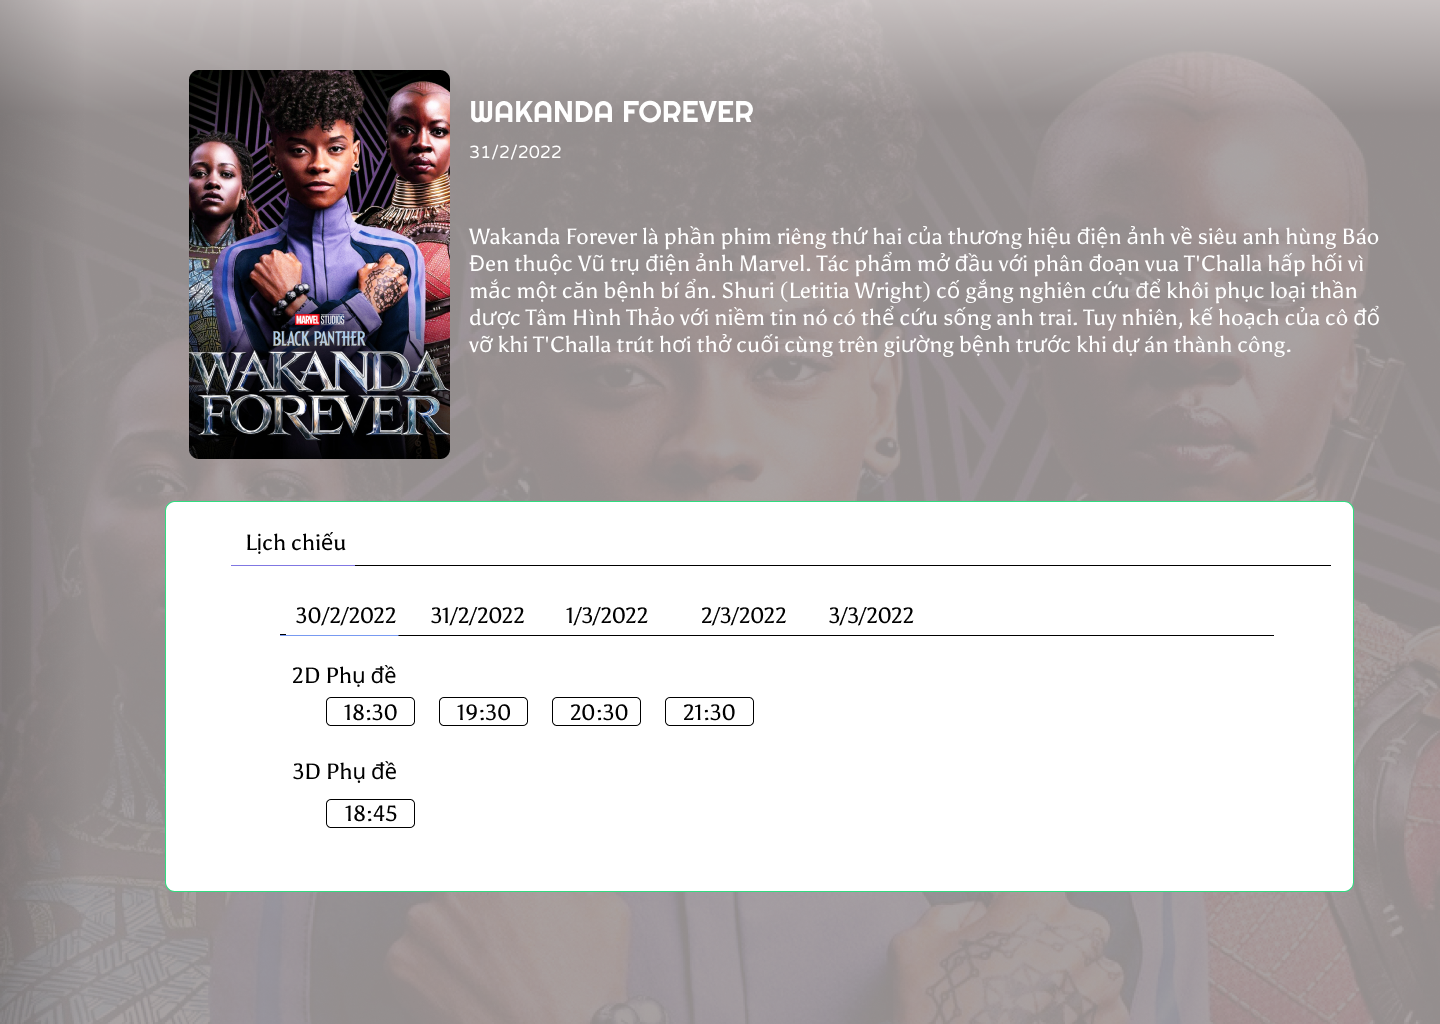 WAKANDA FOREVER
31/2/2022
Wakanda Forever là phần phim riêng thứ hai của thương hiệu điện ảnh về siêu anh hùng Báo
Đen thuộc Vũ trụ điện ảnh Marvel. Tác phẩm mở đầu với phân đoạn vua T'Challa hấp hối vì
mắc một căn bệnh bí ẩn. Shuri (Letitia Wright) cố gắng nghiên cứu để khôi phục loại thần
dược Tâm Hình Thảo với niềm tin nó có thể cứu sống anh trai. Tuy nhiên, kế hoạch của cô đổ
vỡ khi T'Challa trút hơi thở cuối cùng trên giường bệnh trước khi dự án thành công.
MARVEL STUDIOS
BLACK PANTHER
WAKANDA
FOREVER
Lịch chiếu
30/2/2022 31/2/2022 1/3/2022 2/3/2022 3/3/2022
2D Phụ đề
18:30 19:30 20:30 21:30
3D Phụ đề
18:45